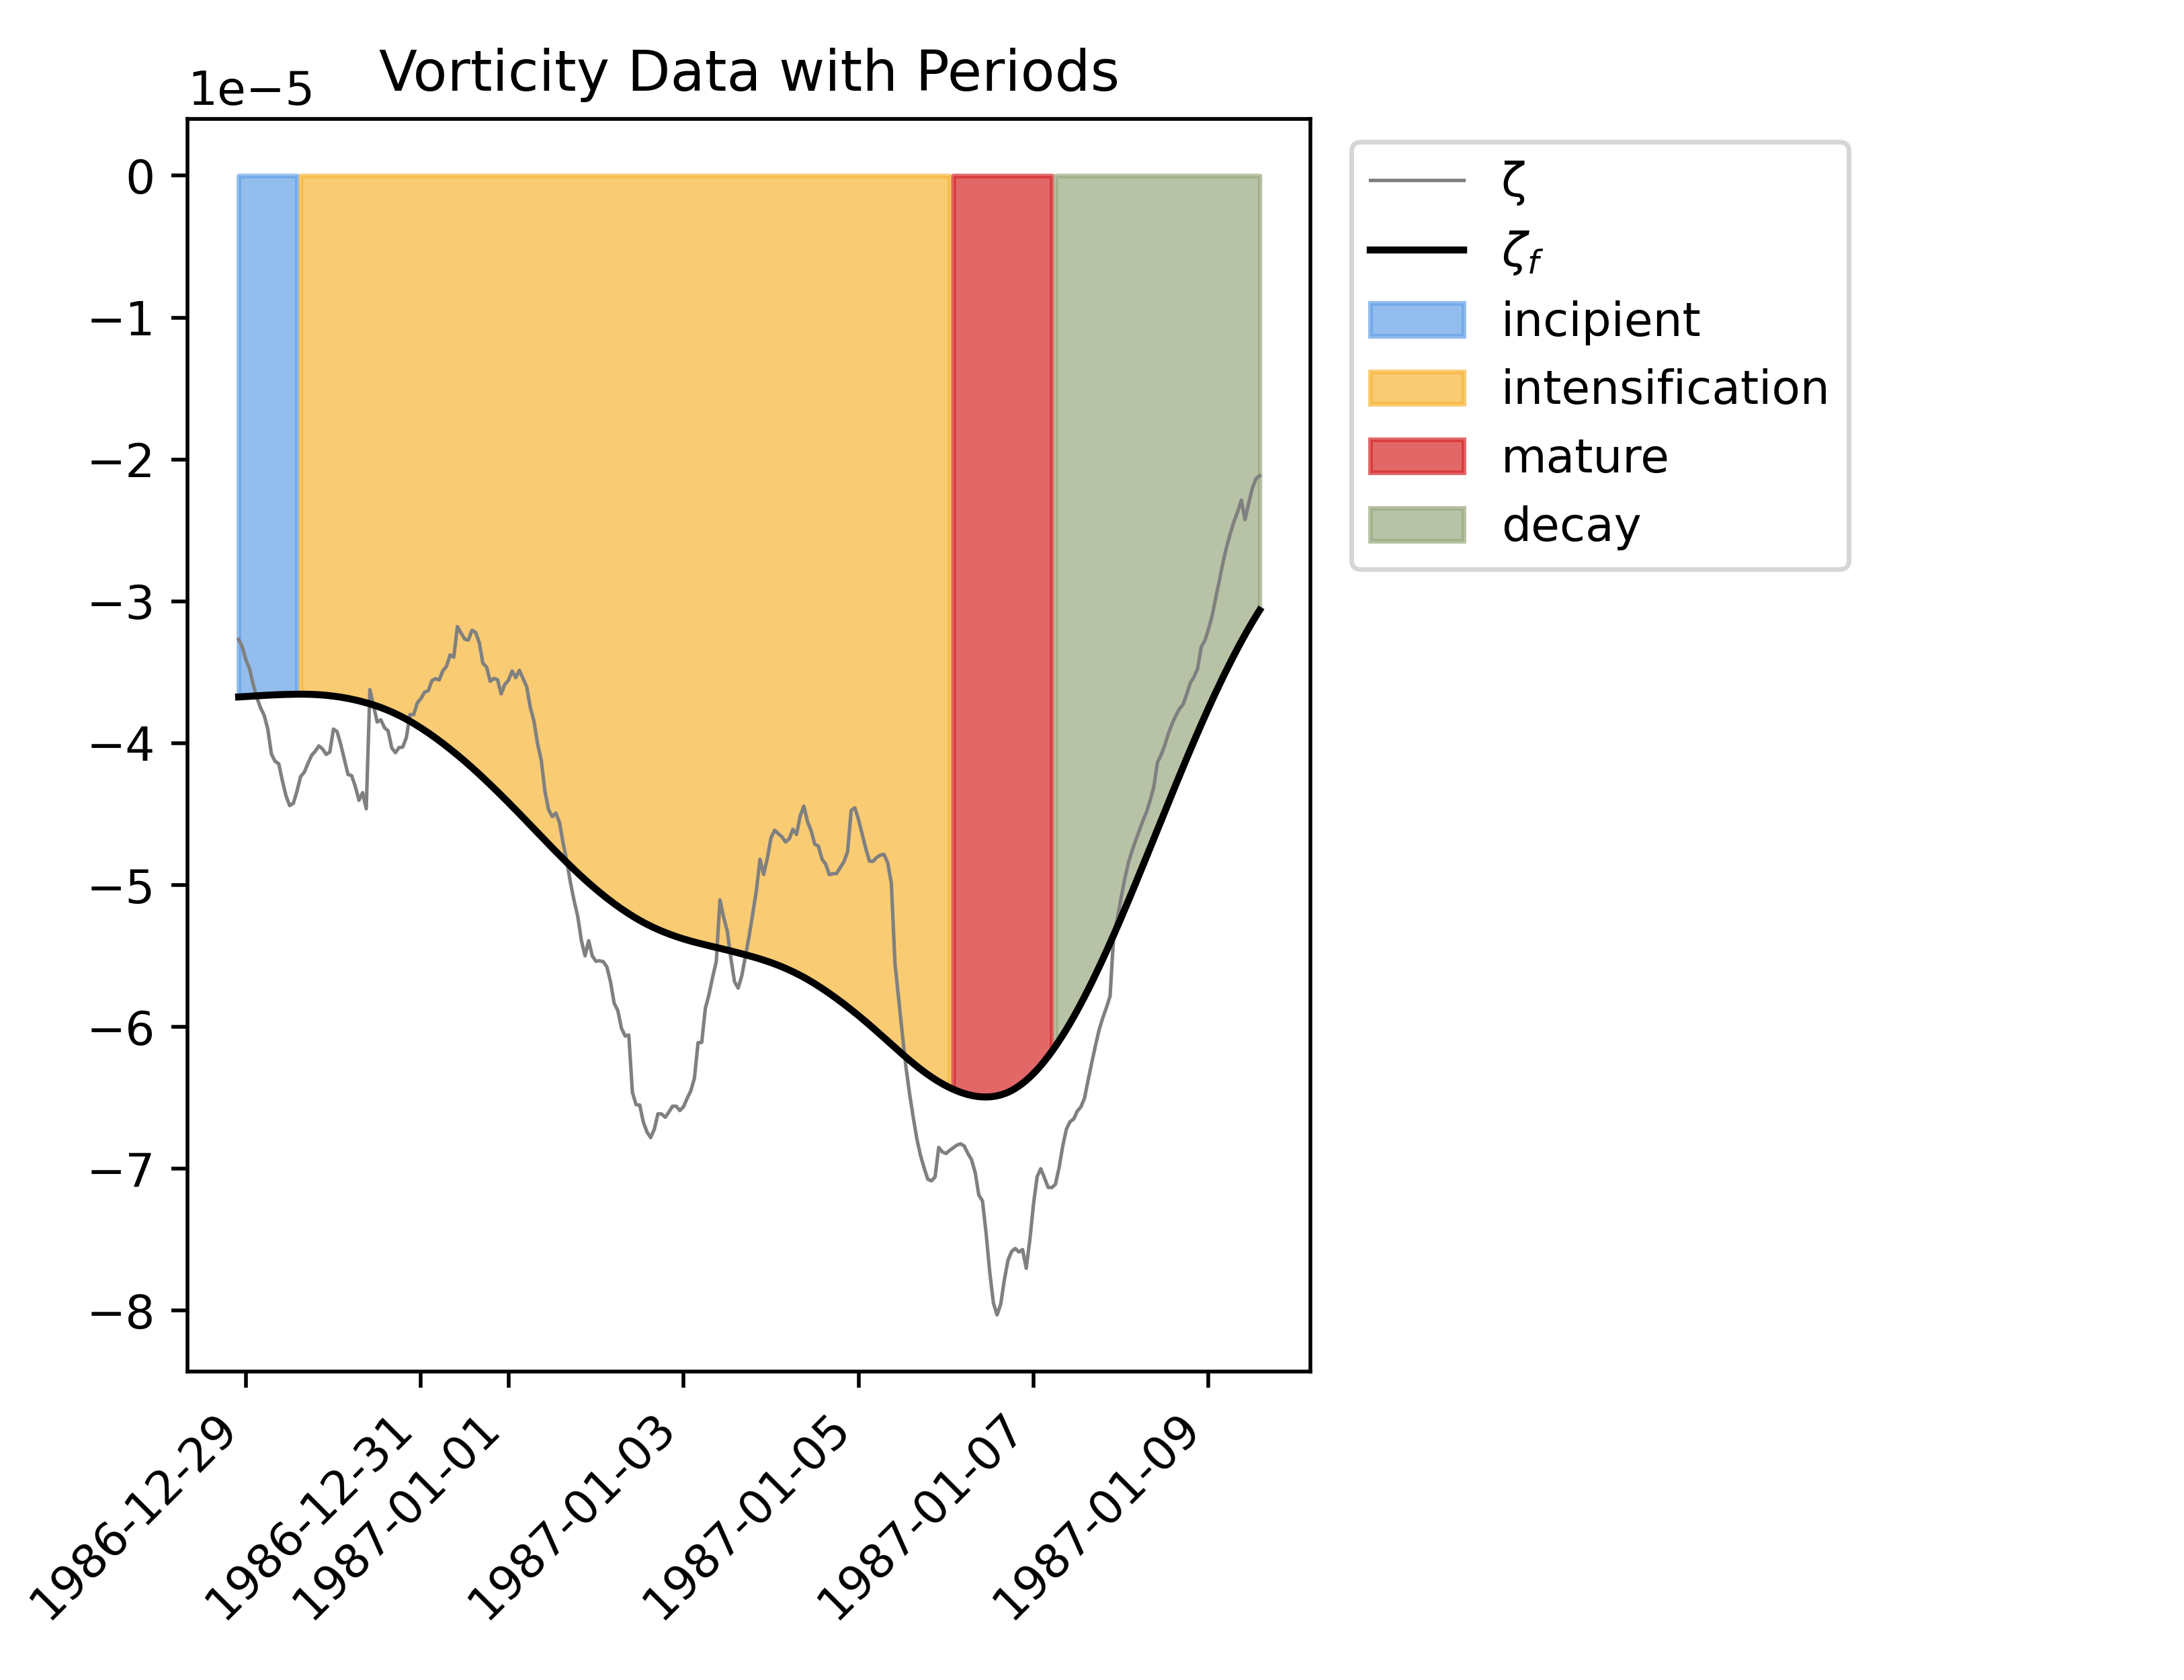 Vorticity Data with Periods
1e−5
0
−1
−2
−3
−4
−5
−6
−7
−8
1986-12-29
1986-12-31
1987-01-01
1987-01-03
1987-01-05
1987-01-07
1987-01-09
ζ
ζf
incipient
intensification
mature
decay